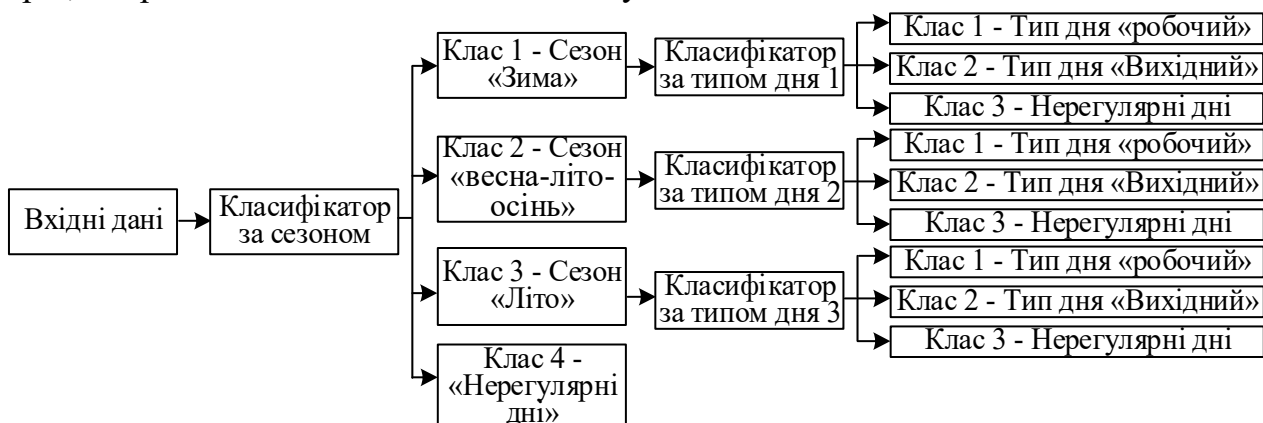 Клас 1 - Сезон
«Зима»
Класифікатор
за типом дня 1
Клас 1 - Тип дня «робочий»
Клас 2 - Тип дня «Вихідний»
Клас 3 - Нерегулярні дні
Вхідні дані
Класифікатор
за сезоном
Клас 2 - Сезон
«весна-літо-
осінь»
Класифікатор
за типом дня 2
Клас 1 - Тип дня «робочий»
Клас 2 - Тип дня «Вихідний»
Клас 3 - Нерегулярні дні
Клас 3 - Сезон
«Літо»
Класифікатор
за типом дня 3
Клас 1 - Тип дня «робочий»
Клас 2 - Тип дня «Вихідний»
Клас 3 - Нерегулярні дні
Клас 4 -
«Нерегулярні
дні»